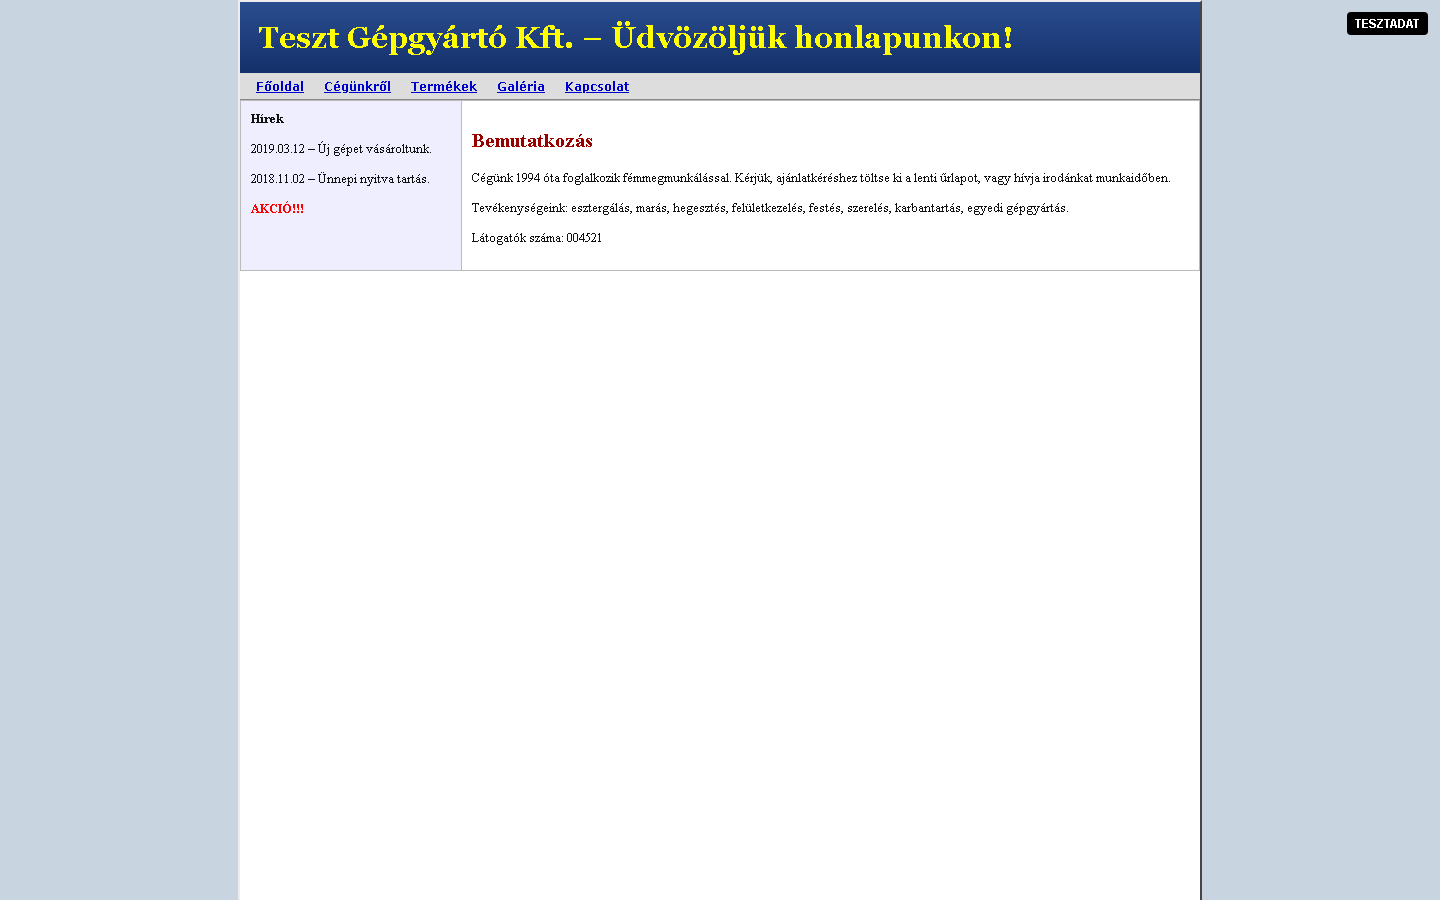 Teszt Gépgyártó Kft. – Üdvözöljük honlapunkon!
TESZTADAT
Főoldal Cégünkről Termékek Galéria Kapcsolat
Hírek
2019.03.12 – Új gépet vásároltunk.
2018.11.02 – Ünnepi nyitva tartás.
AKCIÓ!!!
Bemutatkozás
Cégünk 1994 óta foglalkozik fémmegmunkálással. Kérjük, ajánlatkéréshez töltse ki a lenti űrlapot, vagy hívja irodánkat munkaidőben.
Tevékenységeink: esztergálás, marás, hegesztés, felületkezelés, festés, szerelés, karbantartás, egyedi gépgyártás.
Látogatók száma: 004521